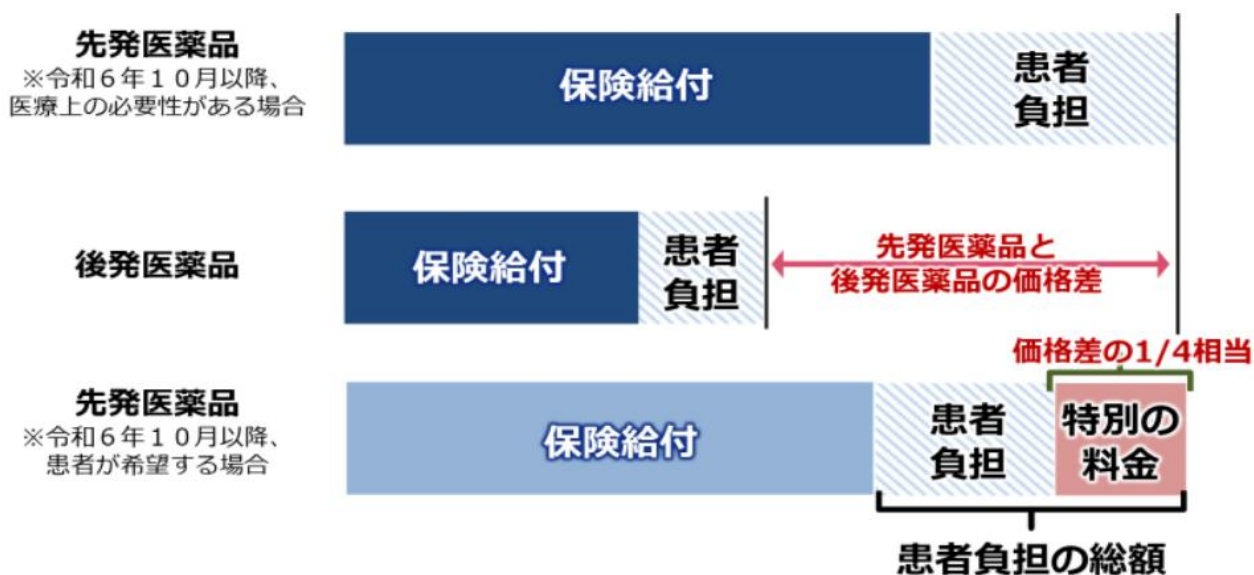 先発医薬品
※令和６年１０月以降、
医療上の必要性がある場合
保険給付
患者
負担
後発医薬品
保険給付
患者
負担
先発医薬品と
後発医薬品の価格差
価格差の1/4相当
先発医薬品
※令和６年１０月以降、
患者が希望する場合
保険給付
患者
負担
特別の
料金
患者負担の総額